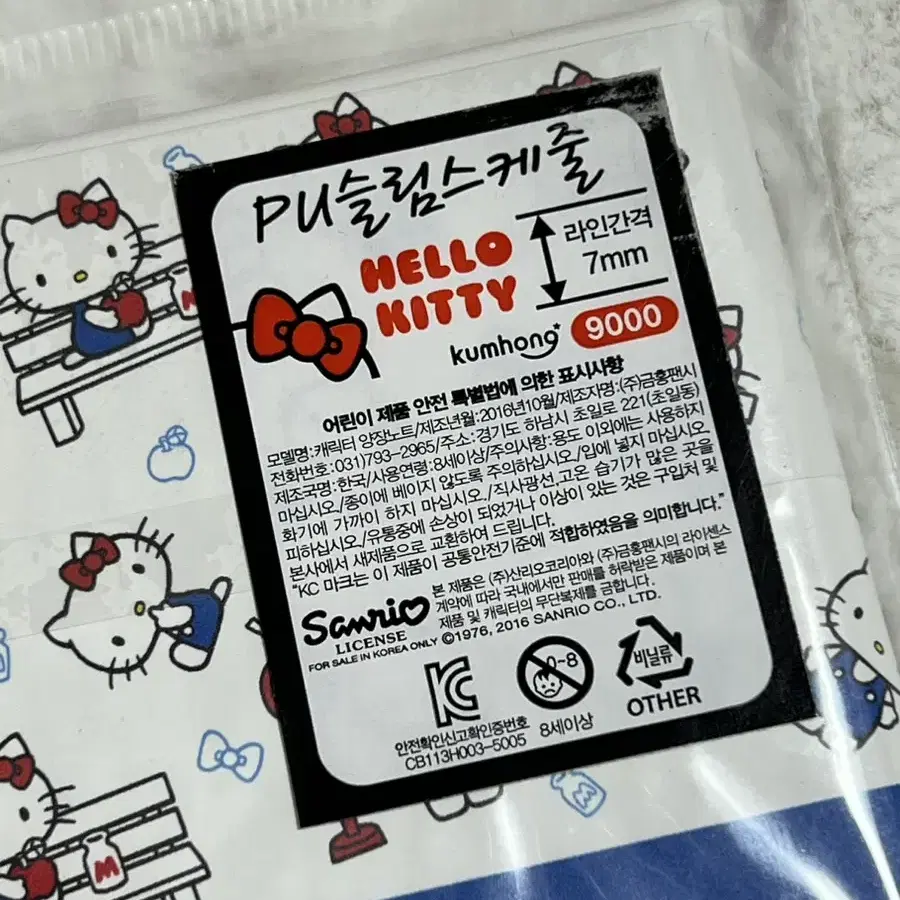 PU슬림스케줄
HELLO
KITTY
라인간격
7mm
kumhong
9000
어린이 제품 안전 특별법에 의한 표시사항
모델명:캐릭터 양장노트/제조년월:2016년10월/제조자명:(주)금홍팬시
전화번호:031)793-2965/주소:경기도 하남시 초일로 221(초일동)
제조국명:한국/사용연령:8세이상/주의사항:용도 이외에는 사용하지
마십시오./종이에 베이지 않도록 주의하십시오./입에 넣지 마십시오
화기에 가까이 하지 마십시오./직사광선,고온 습기가 많은 곳을
피하십시오./유통중에 손상이 되었거나 이상이 있는 것은 구입처 및
본사에서 새제품으로 교환하여 드립니다.
"KC 마크는 이 제품이 공통안전기준에 적합하였음을 의미합니다."
본 제품은 (주)산리오코리아와 (주)금홍팬시의 라이센스
계약에 따라 국내에서만 판매를 허락받은 제품이며 본
제품 및 캐릭터의 무단복제를 금합니다.
Sanrio
LICENSE
FOR SALE IN KOREA ONLY ©1976, 2016 SANRIO CO., LTD.
KC
안전확인신고확인증번호
CB113H003-5005
0-8
8세이상
비닐류
OTHER
M
M